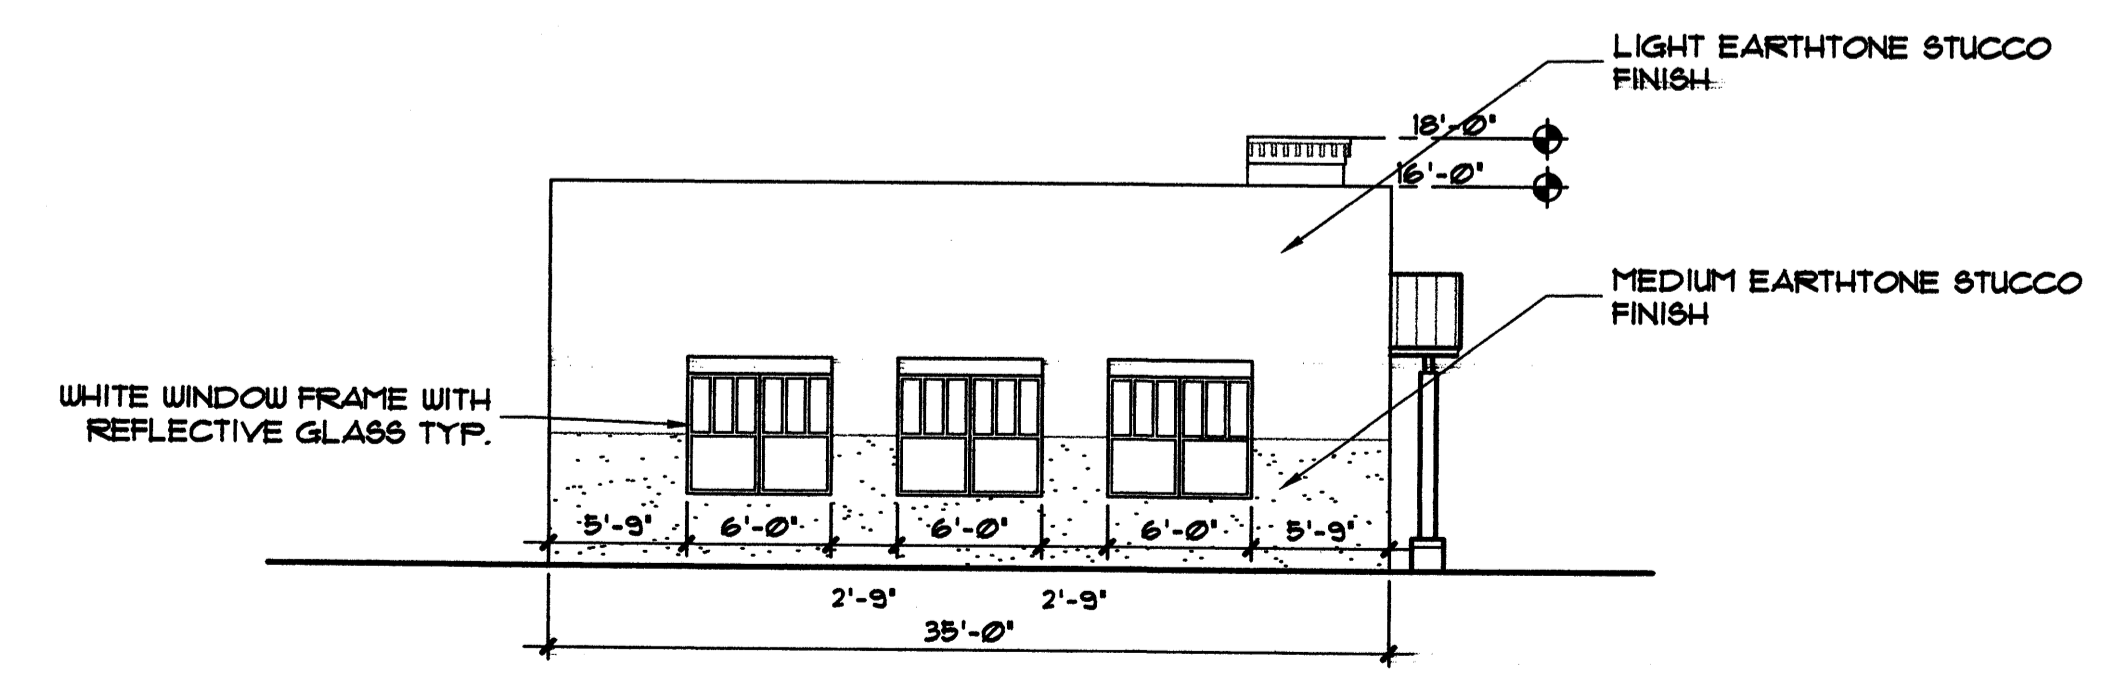 LIGHT EARTHTONE STUCCO
FINISH
18'-0"
16'-0"
MEDIUM EARTHTONE STUCCO
FINISH
WHITE WINDOW FRAME WITH
REFLECTIVE GLASS TYP.
5'-9" 6'-0" 6'-0" 6'-0" 5'-9"
2'-9" 2'-9"
35'-0"